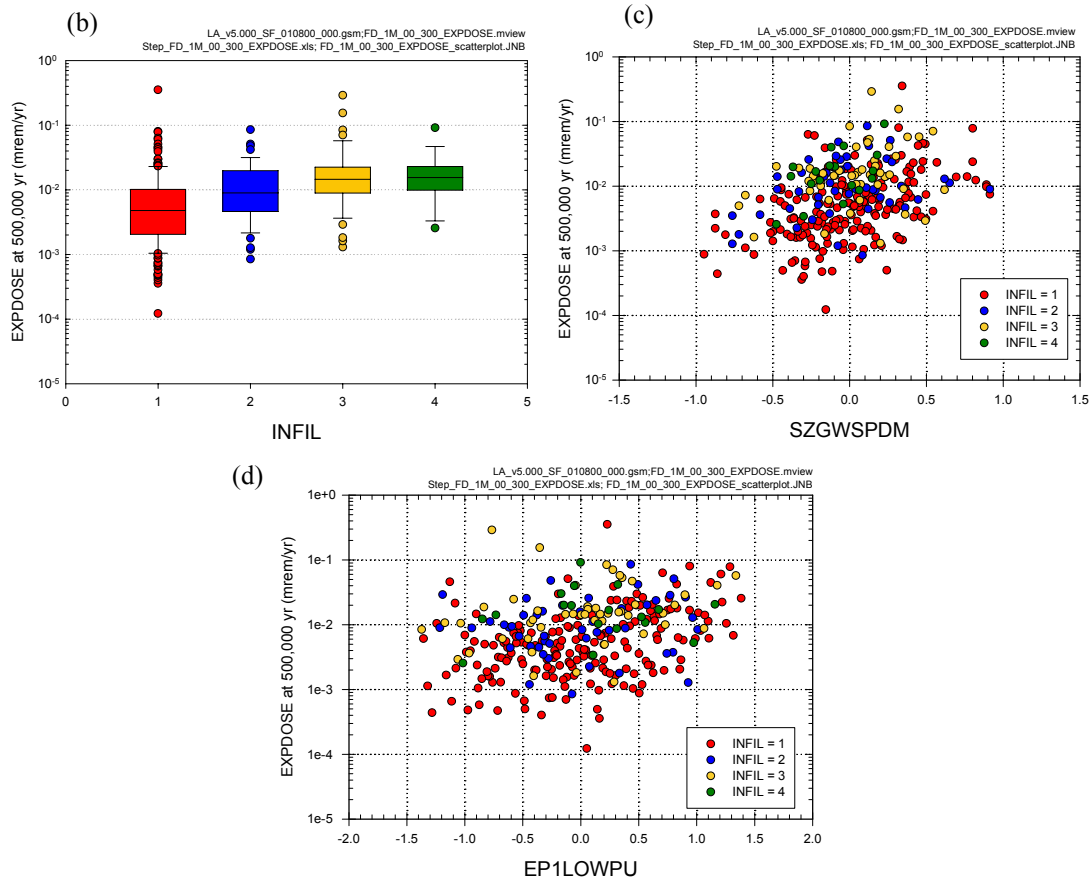 (b)
LA_v5.000_SF_010800_000.gsm;FD_1M_00_300_EXPDOSE.mview
Step_FD_1M_00_300_EXPDOSE.xls; FD_1M_00_300_EXPDOSE_scatterplot.JNB
EXPDOSE at 500,000 yr (mrem/yr)
10⁰
10⁻¹
10⁻²
10⁻³
10⁻⁴
10⁻⁵
0 1 2 3 4 5
INFIL
(c)
LA_v5.000_SF_010800_000.gsm;FD_1M_00_300_EXPDOSE.mview
Step_FD_1M_00_300_EXPDOSE.xls; FD_1M_00_300_EXPDOSE_scatterplot.JNB
EXPDOSE at 500,000 yr (mrem/yr)
10⁰
10⁻¹
10⁻²
10⁻³
10⁻⁴
10⁻⁵
INFIL = 1
INFIL = 2
INFIL = 3
INFIL = 4
-1.5 -1.0 -0.5 0.0 0.5 1.0 1.5
SZGWSPDM
(d)
LA_v5.000_SF_010800_000.gsm;FD_1M_00_300_EXPDOSE.mview
Step_FD_1M_00_300_EXPDOSE.xls; FD_1M_00_300_EXPDOSE_scatterplot.JNB
EXPDOSE at 500,000 yr (mrem/yr)
1e+0
1e-1
1e-2
1e-3
1e-4
1e-5
INFIL = 1
INFIL = 2
INFIL = 3
INFIL = 4
-2.0 -1.5 -1.0 -0.5 0.0 0.5 1.0 1.5 2.0
EP1LOWPU